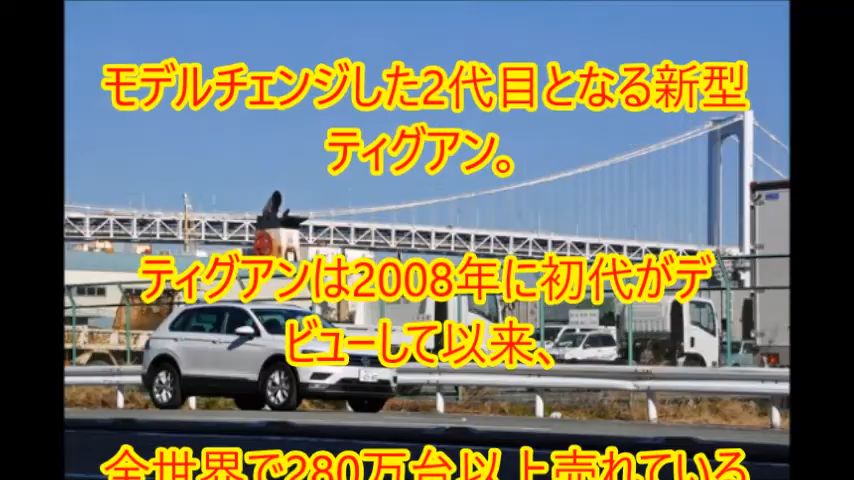 モデルチェンジした2代目となる新型
ティグアン。
ティグアンは2008年に初代がデ
ビューして以来、
全世界で280万台以上売れている